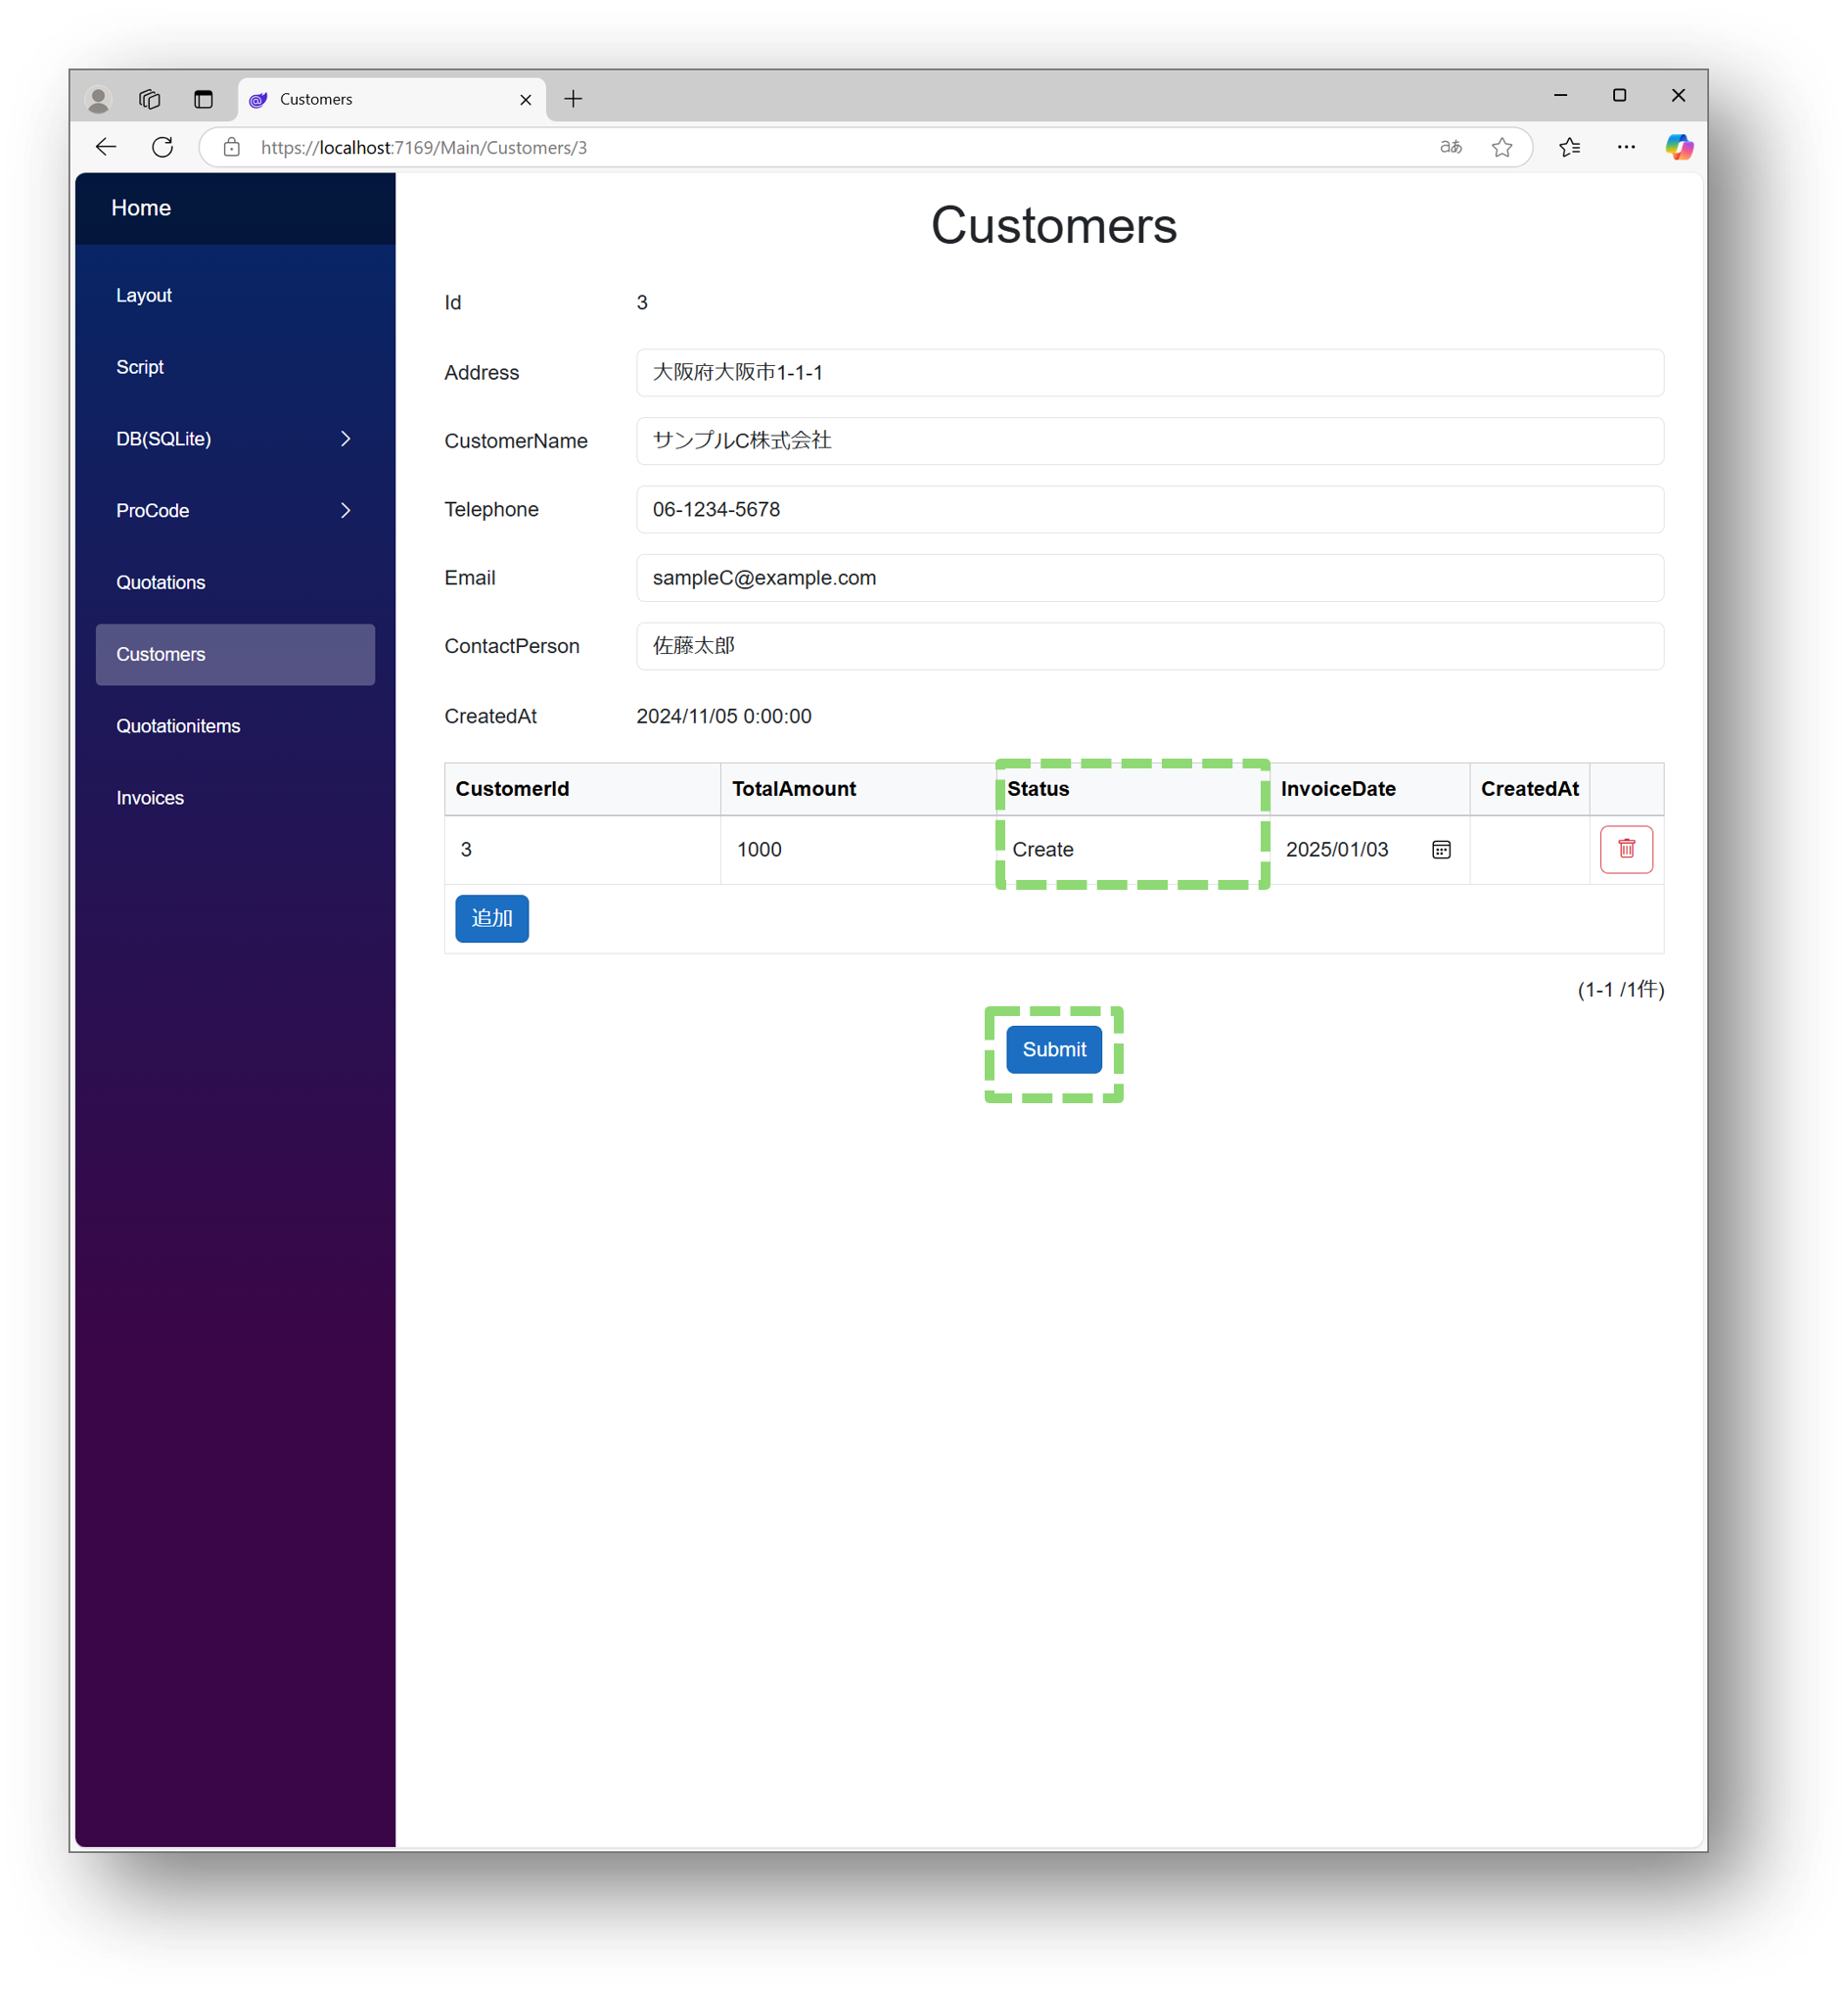 Customers
https://localhost:7169/Main/Customers/3
aあ
Home
Layout
Script
DB(SQLite)
ProCode
Quotations
Customers
Quotationitems
Invoices
Customers
Id 3
Address 大阪府大阪市1-1-1
CustomerName サンプルC株式会社
Telephone 06-1234-5678
Email sampleC@example.com
ContactPerson 佐藤太郎
CreatedAt 2024/11/05 0:00:00
CustomerId TotalAmount Status InvoiceDate CreatedAt
3 1000 Create 2025/01/03
追加
(1-1 /1件)
Submit